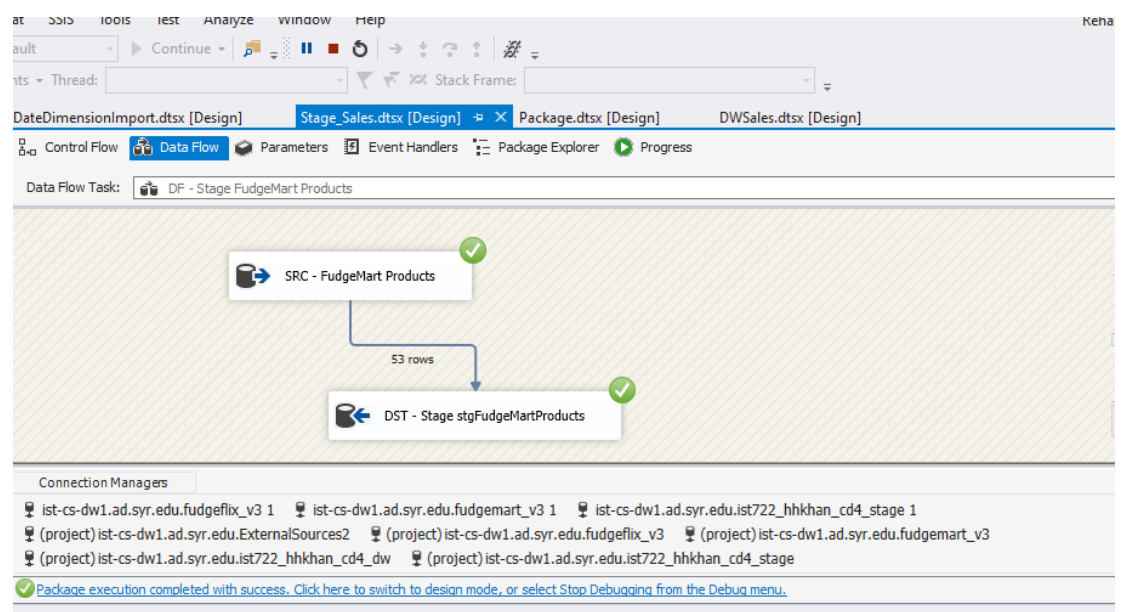 at SSIS Tools Test Analyze Window Help
Reha
ault Continue
nts Thread: Stack Frame:
DateDimensionImport.dtsx [Design] Stage_Sales.dtsx [Design] Package.dtsx [Design] DWSales.dtsx [Design]
Control Flow Data Flow Parameters Event Handlers Package Explorer Progress
Data Flow Task: DF - Stage FudgeMart Products
SRC - FudgeMart Products
53 rows
DST - Stage stgFudgeMartProducts
Connection Managers
ist-cs-dw1.ad.syr.edu.fudgeflix_v3 1 ist-cs-dw1.ad.syr.edu.fudgemart_v3 1 ist-cs-dw1.ad.syr.edu.ist722_hhkhan_cd4_stage 1
(project) ist-cs-dw1.ad.syr.edu.ExternalSources2 (project) ist-cs-dw1.ad.syr.edu.fudgeflix_v3 (project) ist-cs-dw1.ad.syr.edu.fudgemart_v3
(project) ist-cs-dw1.ad.syr.edu.ist722_hhkhan_cd4_dw (project) ist-cs-dw1.ad.syr.edu.ist722_hhkhan_cd4_stage
Package execution completed with success. Click here to switch to design mode, or select Stop Debugging from the Debug menu.